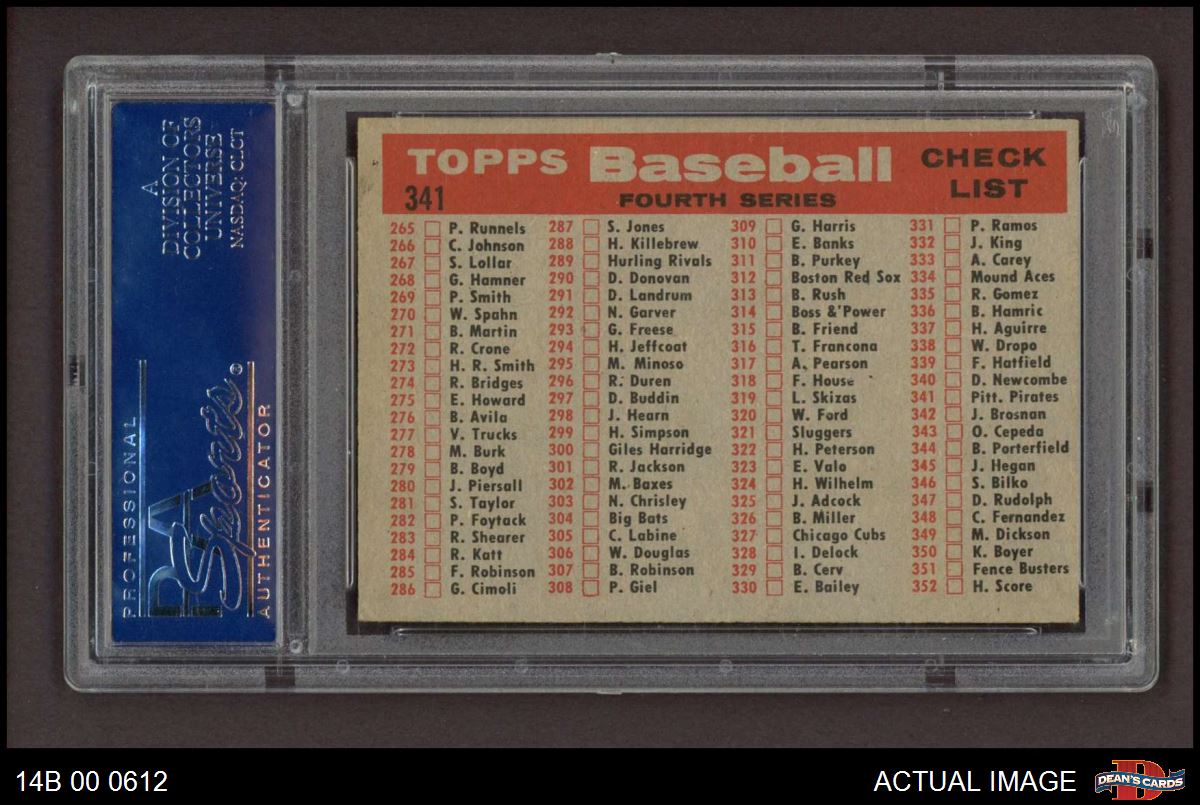 A
DIVISION OF
COLLECTORS
UNIVERSE
NASDAQ: CLCT
PROFESSIONAL
PSA
Sports®
AUTHENTICATOR
TOPPS Baseball CHECK LIST
341
FOURTH SERIES
265 P. Runnels
266 C. Johnson
267 S. Lollar
268 G. Hamner
269 P. Smith
270 W. Spahn
271 B. Martin
272 R. Crone
273 H. R. Smith
274 R. Bridges
275 E. Howard
276 B. Avila
277 V. Trucks
278 M. Burk
279 B. Boyd
280 J. Piersall
281 S. Taylor
282 P. Foytack
283 R. Shearer
284 R. Katt
285 F. Robinson
286 G. Cimoli
287 S. Jones
288 H. Killebrew
289 Hurling Rivals
290 D. Donovan
291 D. Landrum
292 N. Garver
293 G. Freese
294 H. Jeffcoat
295 M. Minoso
296 R. Duren
297 D. Buddin
298 J. Hearn
299 H. Simpson
300 Giles Harridge
301 R. Jackson
302 M. Baxes
303 N. Chrisley
304 Big Bats
305 C. Labine
306 W. Douglas
307 B. Robinson
308 P. Giel
309 G. Harris
310 E. Banks
311 B. Purkey
312 Boston Red Sox
313 B. Rush
314 Boss &'Power
315 B. Friend
316 T. Francona
317 A. Pearson
318 F. House
319 L. Skizas
320 W. Ford
321 Sluggers
322 H. Peterson
323 E. Valo
324 H. Wilhelm
325 J. Adcock
326 B. Miller
327 Chicago Cubs
328 I. Delock
329 B. Cerv
330 E. Bailey
331 P. Ramos
332 J. King
333 A. Carey
334 Mound Aces
335 R. Gomez
336 B. Hamric
337 H. Aguirre
338 W. Dropo
339 F. Hatfield
340 D. Newcombe
341 Pitt. Pirates
342 J. Brosnan
343 O. Cepeda
344 B. Porterfield
345 J. Hegan
346 S. Bilko
347 D. Rudolph
348 C. Fernandez
349 M. Dickson
350 K. Boyer
351 Fence Busters
352 H. Score
14B 00 0612
ACTUAL IMAGE
DEAN'S CARDS